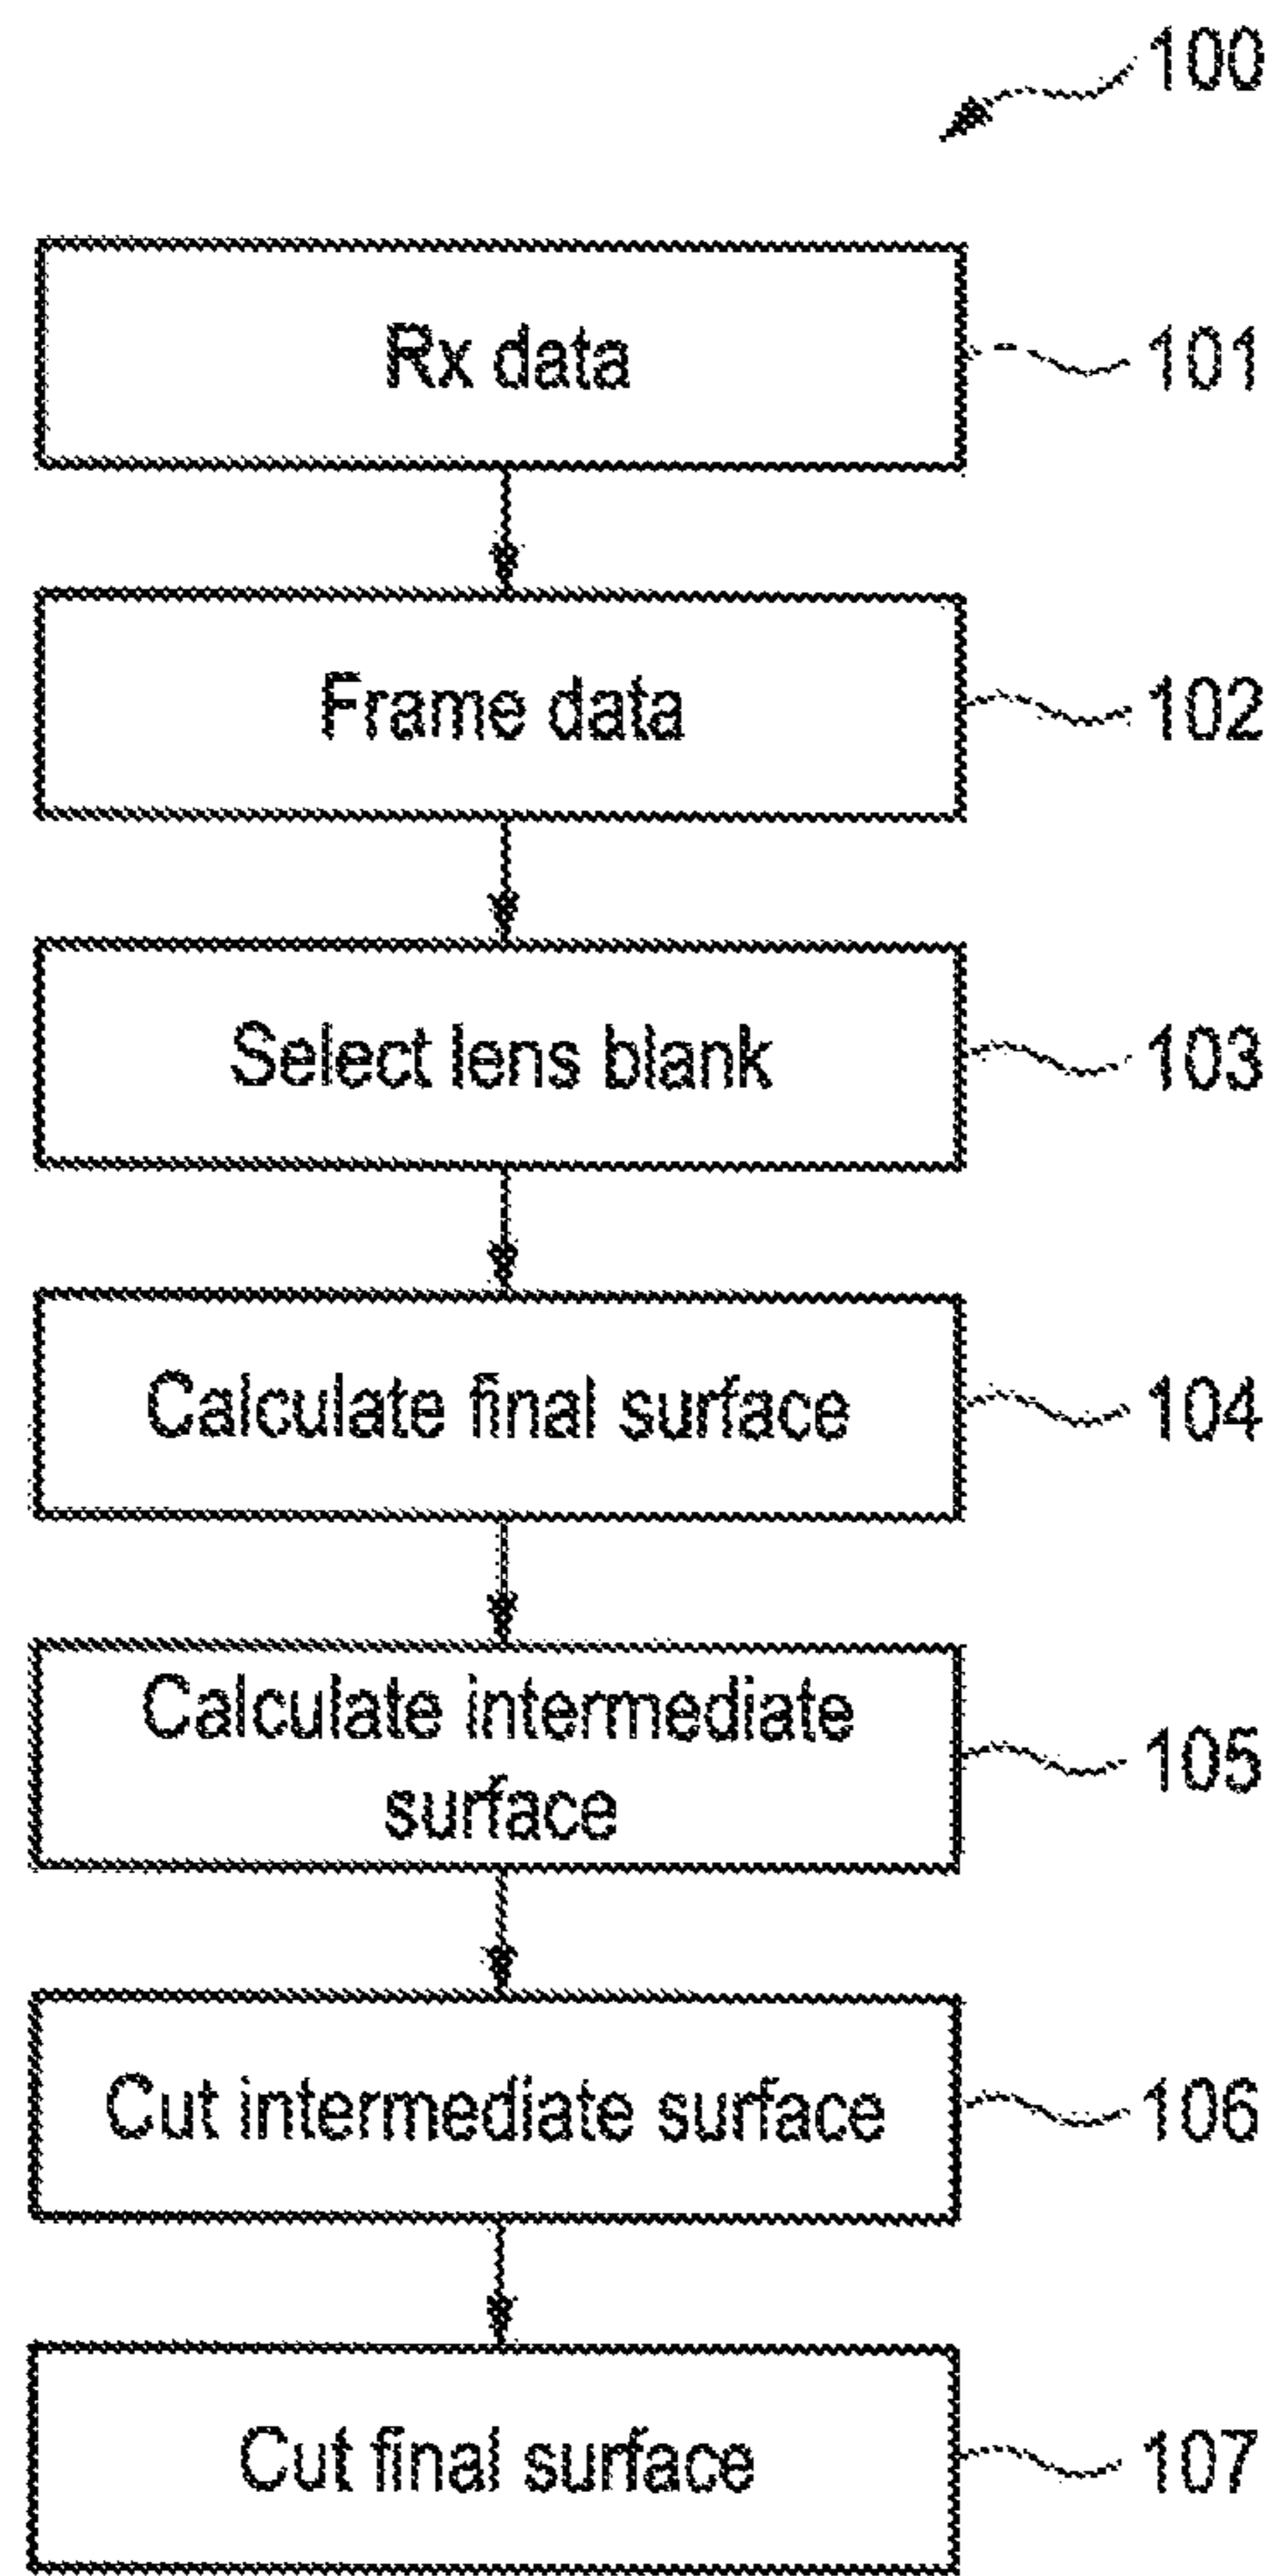 100
Rx data
101
Frame data
102
Select lens blank
103
Calculate final surface
104
Calculate intermediate
surface
105
Cut intermediate surface
106
Cut final surface
107